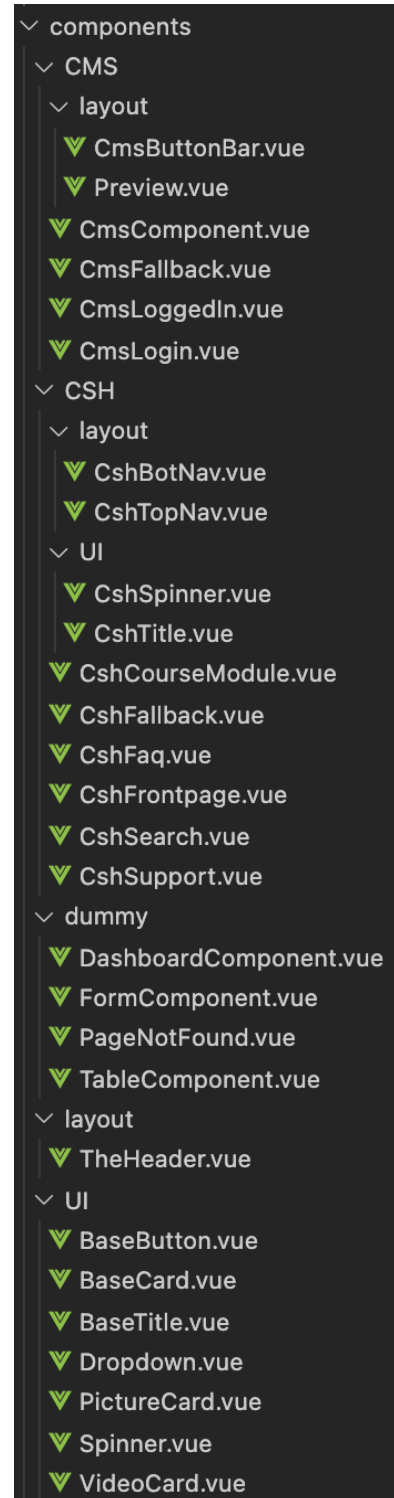 components
CMS
layout
CmsButtonBar.vue
Preview.vue
CmsComponent.vue
CmsFallback.vue
CmsLoggedIn.vue
CmsLogin.vue
CSH
layout
CshBotNav.vue
CshTopNav.vue
UI
CshSpinner.vue
CshTitle.vue
CshCourseModule.vue
CshFallback.vue
CshFaq.vue
CshFrontpage.vue
CshSearch.vue
CshSupport.vue
dummy
DashboardComponent.vue
FormComponent.vue
PageNotFound.vue
TableComponent.vue
layout
TheHeader.vue
UI
BaseButton.vue
BaseCard.vue
BaseTitle.vue
Dropdown.vue
PictureCard.vue
Spinner.vue
VideoCard.vue